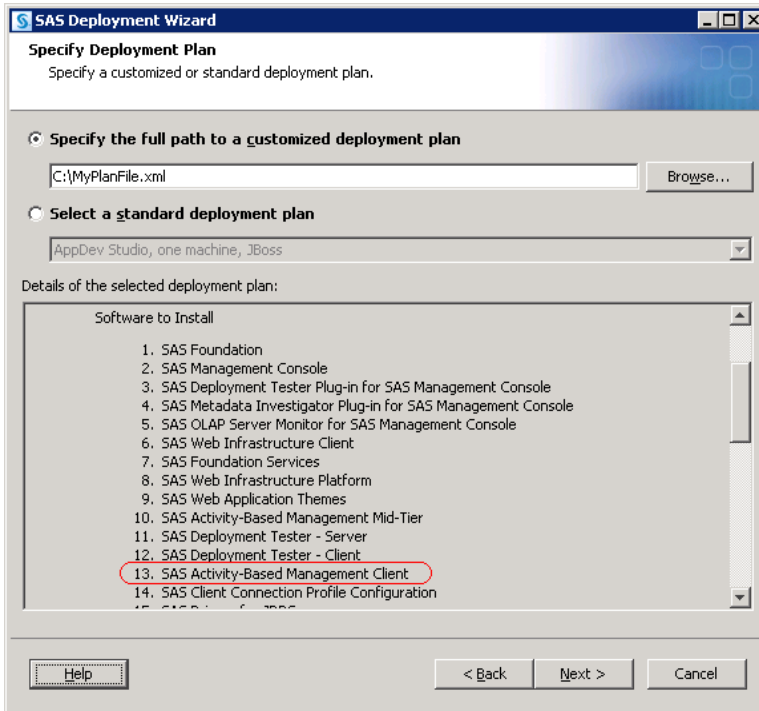 SAS Deployment Wizard
Specify Deployment Plan
Specify a customized or standard deployment plan.
Specify the full path to a customized deployment plan
C:\MyPlanFile.xml
Browse...
Select a standard deployment plan
AppDev Studio, one machine, JBoss
Details of the selected deployment plan:
Software to Install
1. SAS Foundation
2. SAS Management Console
3. SAS Deployment Tester Plug-in for SAS Management Console
4. SAS Metadata Investigator Plug-in for SAS Management Console
5. SAS OLAP Server Monitor for SAS Management Console
6. SAS Web Infrastructure Client
7. SAS Foundation Services
8. SAS Web Infrastructure Platform
9. SAS Web Application Themes
10. SAS Activity-Based Management Mid-Tier
11. SAS Deployment Tester - Server
12. SAS Deployment Tester - Client
13. SAS Activity-Based Management Client
14. SAS Client Connection Profile Configuration
Help
< Back
Next >
Cancel